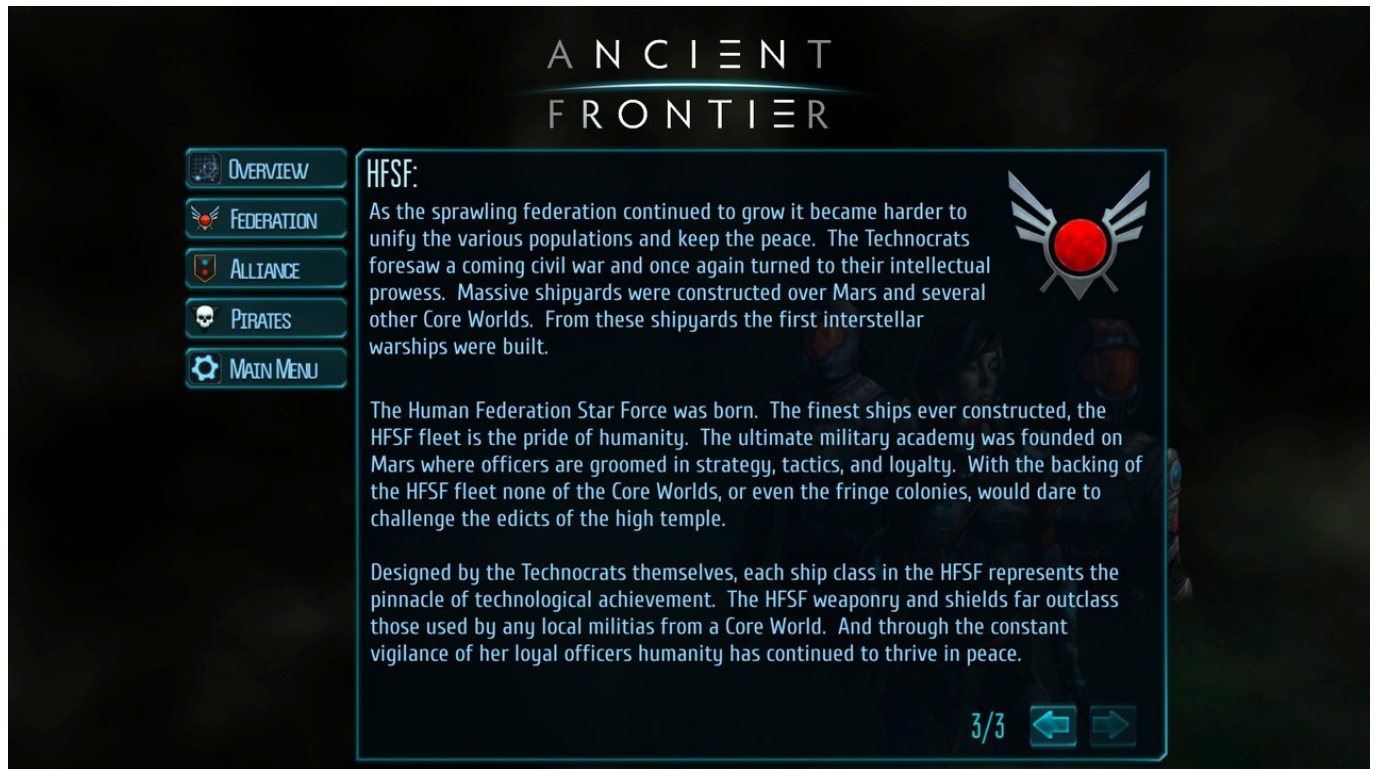 ANCIENT
FRONTIER
OVERVIEW
FEDERATION
ALLIANCE
PIRATES
MAIN MENU
HFSF:
As the sprawling federation continued to grow it became harder to
unify the various populations and keep the peace.  The Technocrats
foresaw a coming civil war and once again turned to their intellectual
prowess.  Massive shipyards were constructed over Mars and several
other Core Worlds.  From these shipyards the first interstellar
warships were built.
The Human Federation Star Force was born.  The finest ships ever constructed, the
HFSF fleet is the pride of humanity.  The ultimate military academy was founded on
Mars where officers are groomed in strategy, tactics, and loyalty.  With the backing of
the HFSF fleet none of the Core Worlds, or even the fringe colonies, would dare to
challenge the edicts of the high temple.
Designed by the Technocrats themselves, each ship class in the HFSF represents the
pinnacle of technological achievement.  The HFSF weaponry and shields far outclass
those used by any local militias from a Core World.  And through the constant
vigilance of her loyal officers humanity has continued to thrive in peace.
3/3